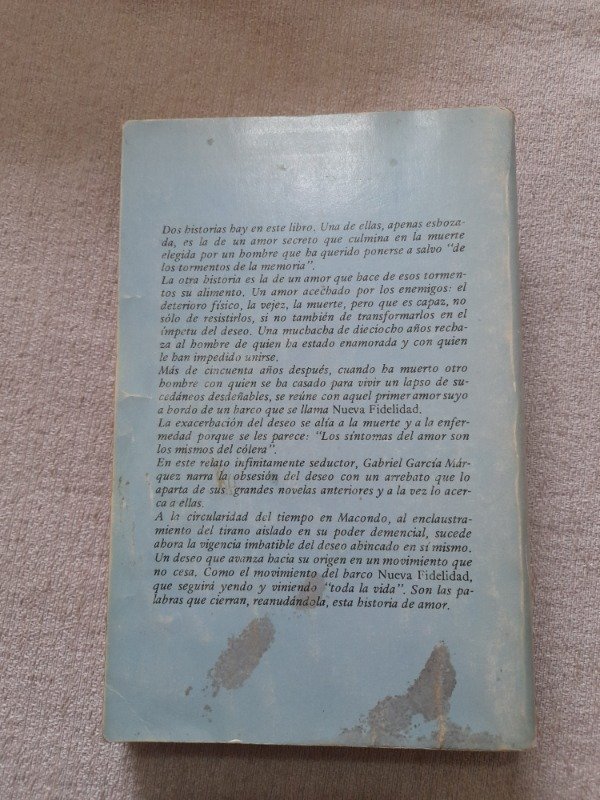 Dos historias hay en este libro. Una de ellas, apenas esboza-
da, es la de un amor secreto que culmina en la muerte
elegida por un hombre que ha querido ponerse a salvo "de
los tormentos de la memoria".
La otra historia es la de un amor que hace de esos tormen-
tos su alimento. Un amor acechado por los enemigos: el
deterioro físico, la vejez, la muerte, pero que es capaz, no
sólo de resistirlos, si no también de transformarlos en el
ímpetu del deseo. Una muchacha de dieciocho años recha-
za al hombre de quien ha estado enamorada y con quien
le han impedido unirse.
Más de cincuenta años después, cuando ha muerto otro
hombre con quien se ha casado para vivir un lapso de su-
cedáneos desdeñables, se reúne con aquel primer amor suyo
a bordo de un barco que se llama Nueva Fidelidad.
La exacerbación del deseo se alía a la muerte y a la enfer-
medad porque se les parece: "Los síntomas del amor son
los mismos del cólera".
En este relato infinitamente seductor, Gabriel García Már-
quez narra la obsesión del deseo con un arrebato que lo
aparta de sus grandes novelas anteriores y a la vez lo acer-
ca a ellas.
A la circularidad del tiempo en Macondo, al enclaustra-
miento del tirano aislado en su poder demencial, sucede
ahora la vigencia imbatible del deseo ahincado en sí mismo.
Un deseo que avanza hacia su origen en un movimiento que
no cesa. Como el movimiento del barco Nueva Fidelidad,
que seguirá yendo y viniendo "toda la vida". Son las pa-
labras que cierran, reanudándola, esta historia de amor.